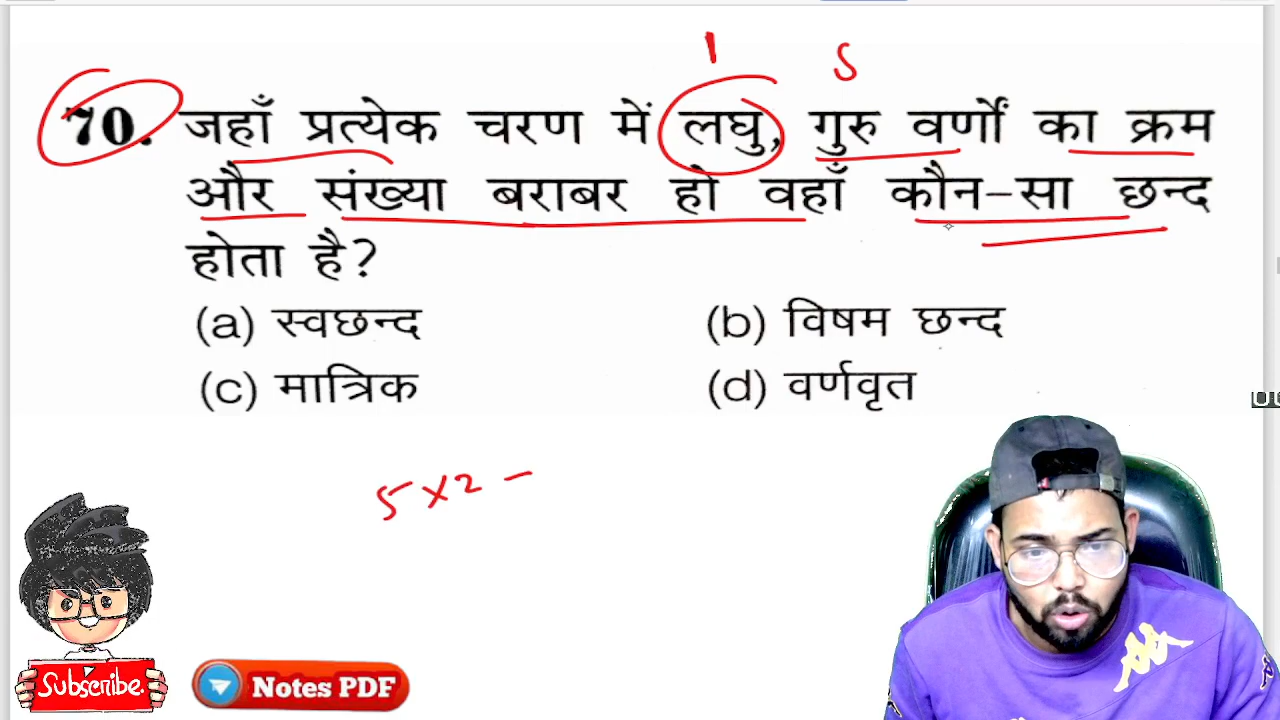 I S
70. जहाँ प्रत्येक चरण में लघु, गुरु वर्णों का क्रम
और संख्या बराबर हो वहाँ कौन-सा छन्द
होता है?
(a) स्वछन्द (b) विषम छन्द
(c) मात्रिक (d) वर्णवृत
5 x 2 -
Subscribe.
Notes PDF